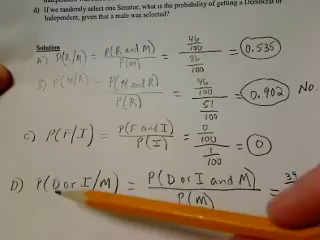 d) If we randomly select one Senator, what is the probability of getting a Democrat or
Independent, given that a male was selected?
Solution
A) P(R/M) = P(R and M) / P(M) = 46/100 / 86/100 = 0.535
B) P(M/R) = P(M and R) / P(R) = 46/100 / 51/100 = 0.902 No.
C) P(F/I) = P(F and I) / P(I) = 0/100 / 1/100 = 0
D) P(D or I/M) = P(D or I and M) / P(M) = 39